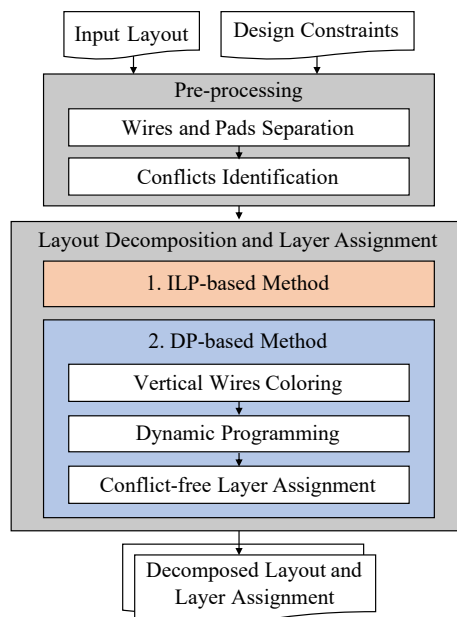 Input Layout
Design Constraints
Pre-processing
Wires and Pads Separation
Conflicts Identification
Layout Decomposition and Layer Assignment
1. ILP-based Method
2. DP-based Method
Vertical Wires Coloring
Dynamic Programming
Conflict-free Layer Assignment
Decomposed Layout and
Layer Assignment